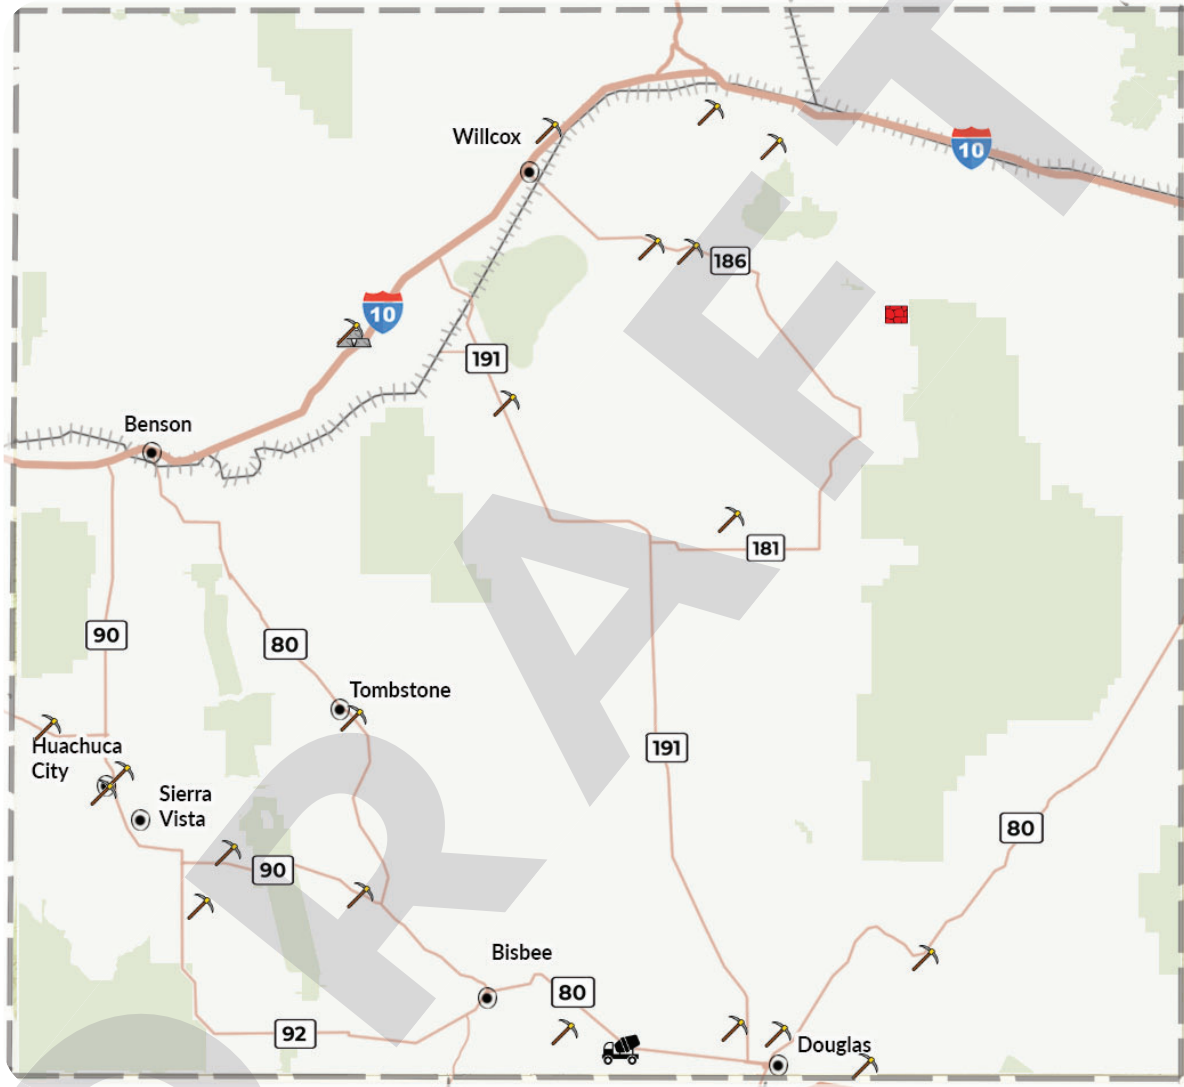 Willcox
10
186
10
191
Benson
181
90
80
Tombstone
191
Huachuca
City
Sierra
Vista
80
90
Bisbee
80
92
Douglas
DRAFT